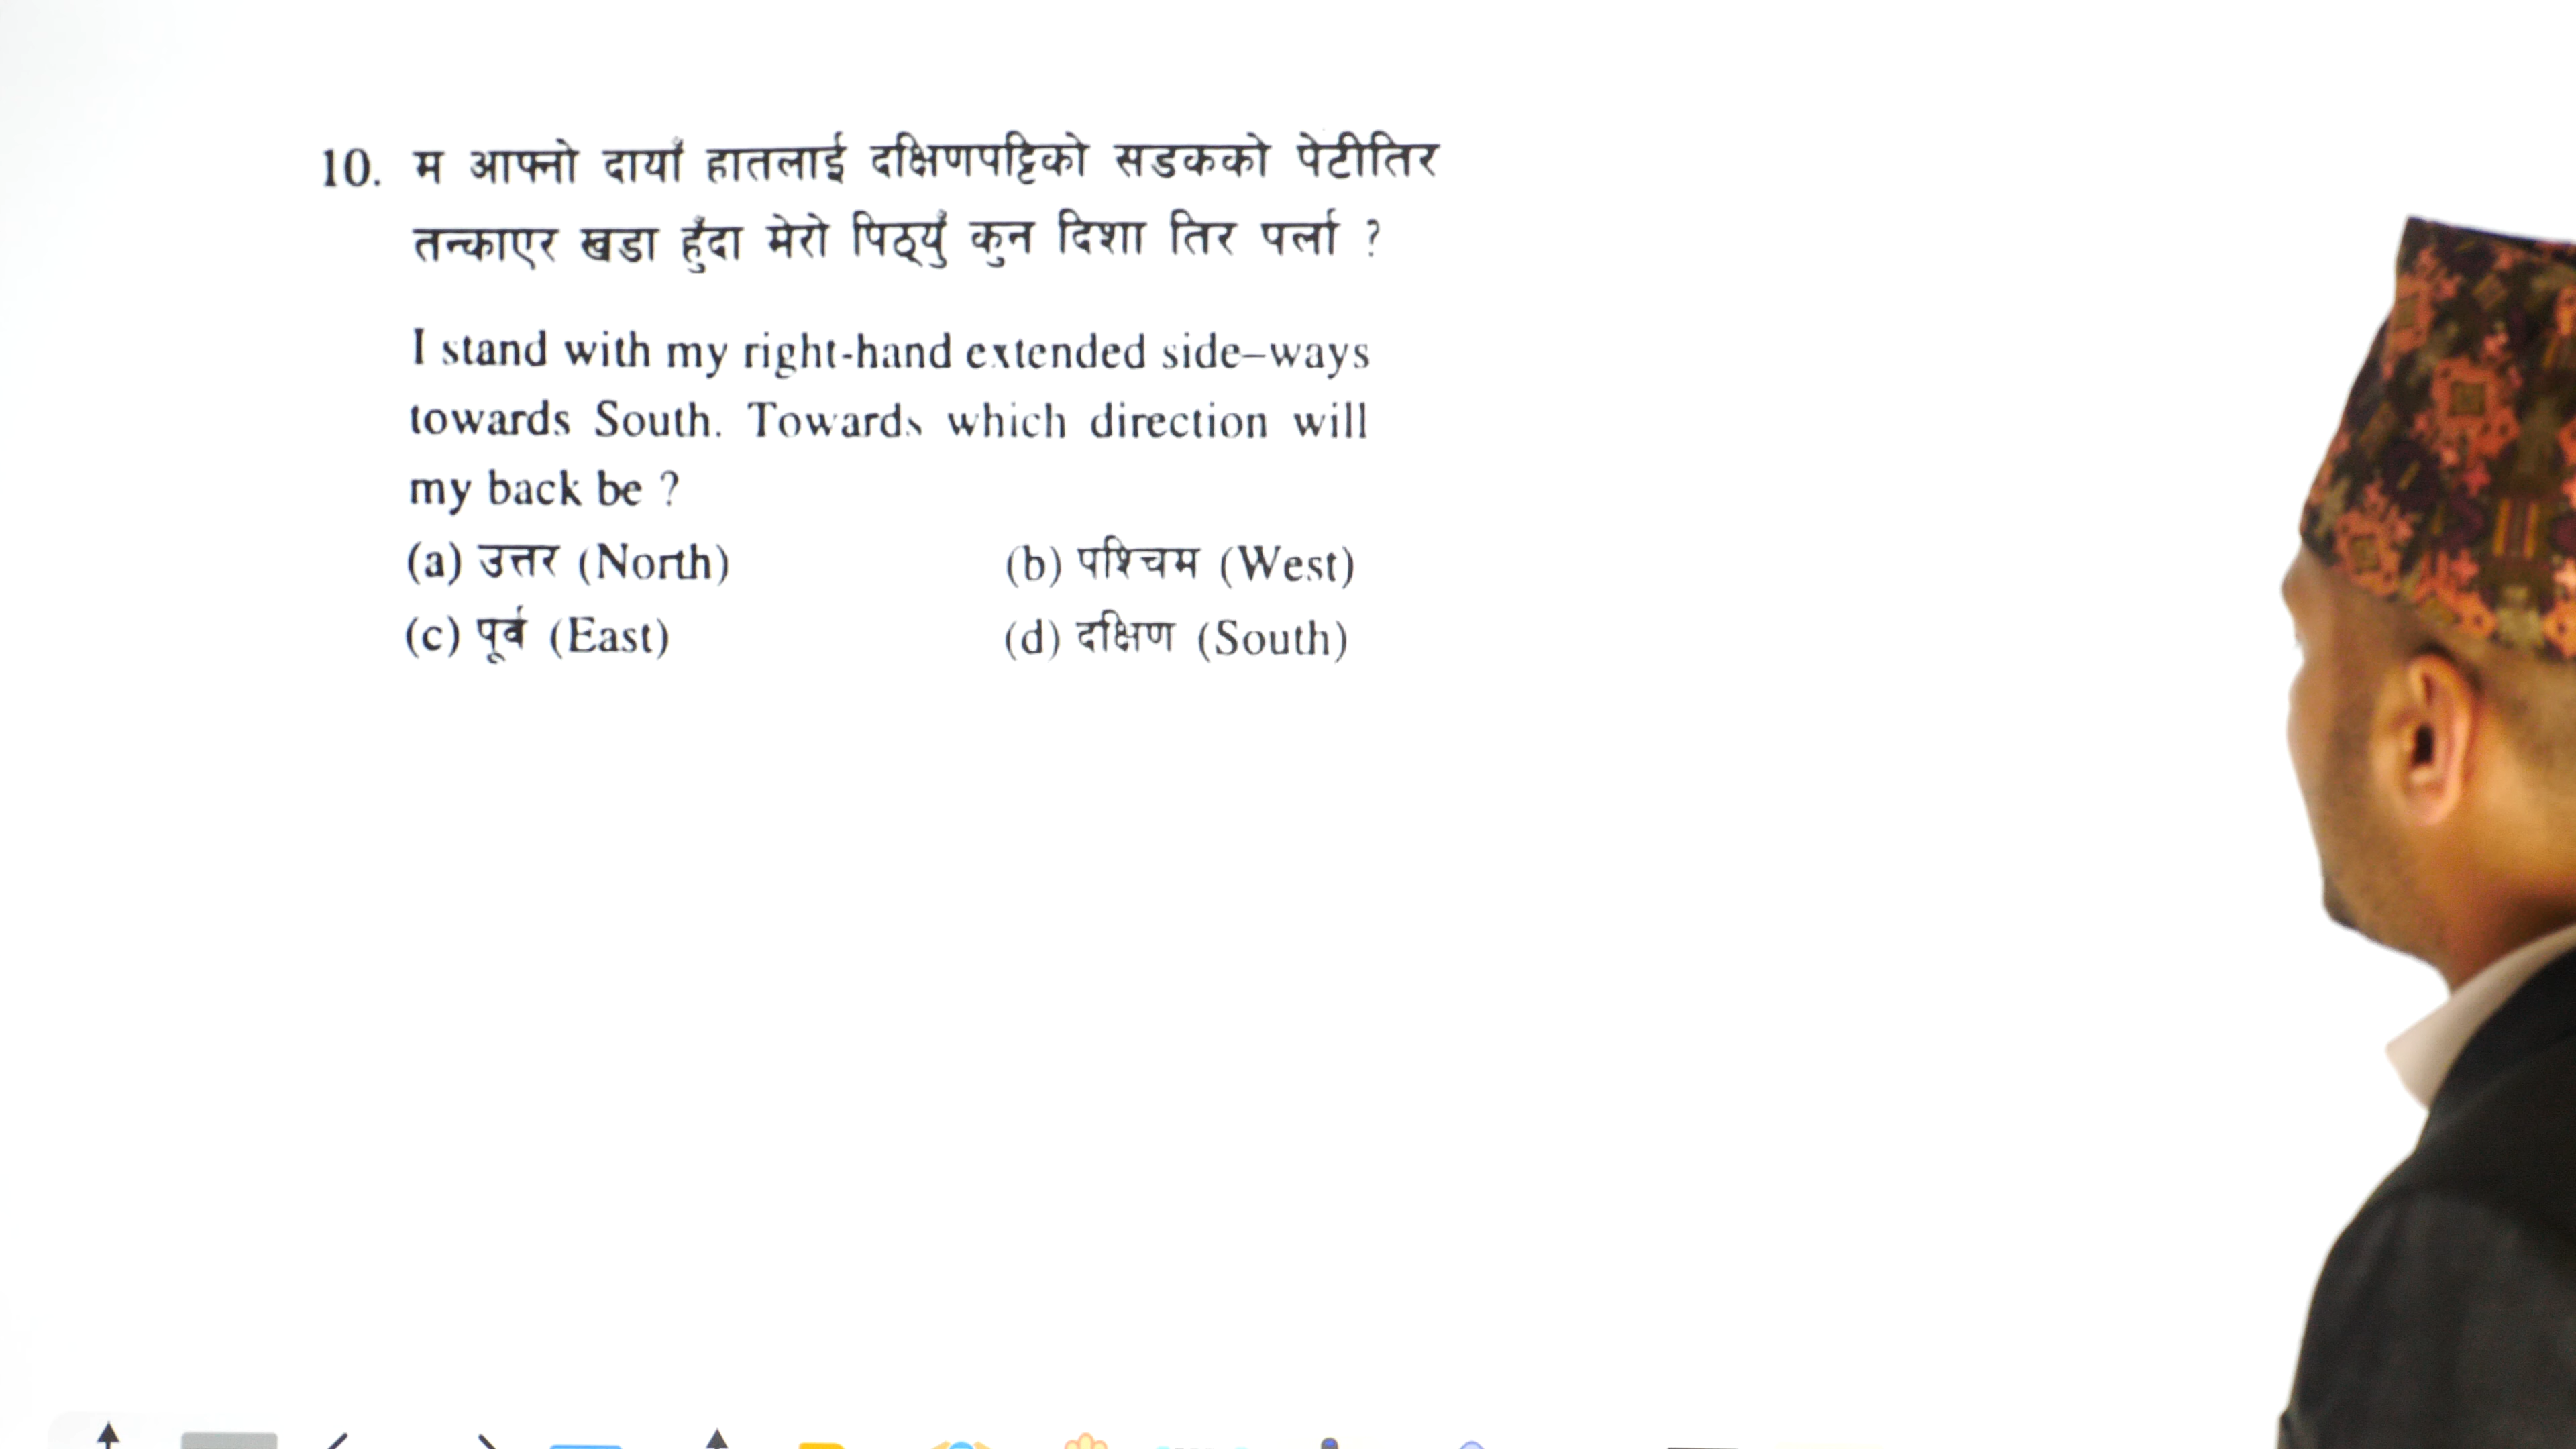 10. म आफ्नो दायाँ हातलाई दक्षिणपट्टिको सडकको पेटीतिर
तन्काएर खडा हुँदा मेरो पिठ्युँ कुन दिशा तिर पर्ला ?
I stand with my right-hand extended side–ways
towards South. Towards which direction will
my back be ?
(a) उत्तर (North) (b) पश्चिम (West)
(c) पूर्व (East) (d) दक्षिण (South)